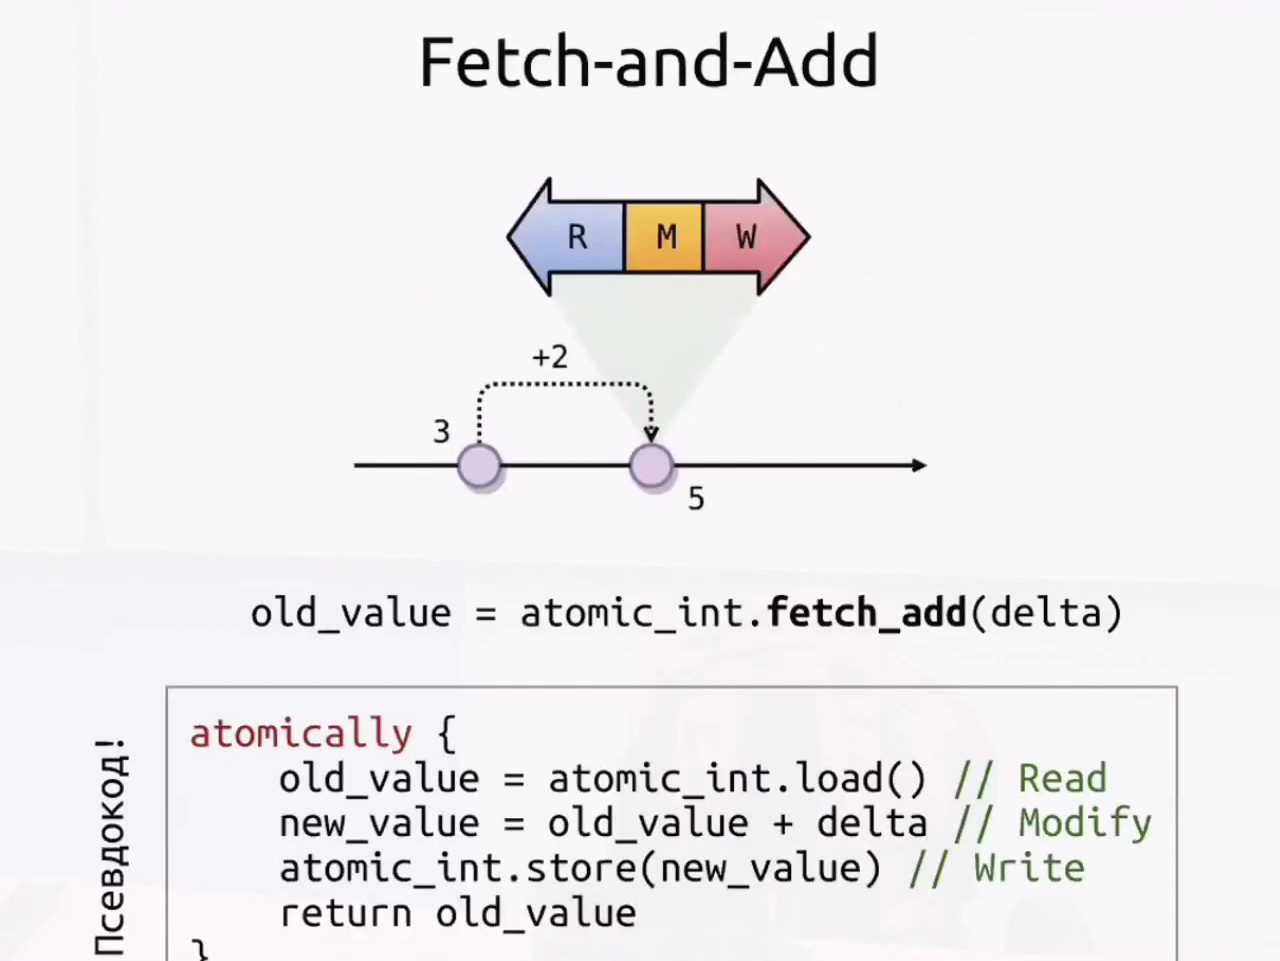 Fetch-and-Add
R M W
+2
3
5
old_value = atomic_int.fetch_add(delta)
Псевдокод!
atomically {
old_value = atomic_int.load() // Read
new_value = old_value + delta // Modify
atomic_int.store(new_value) // Write
return old_value
}